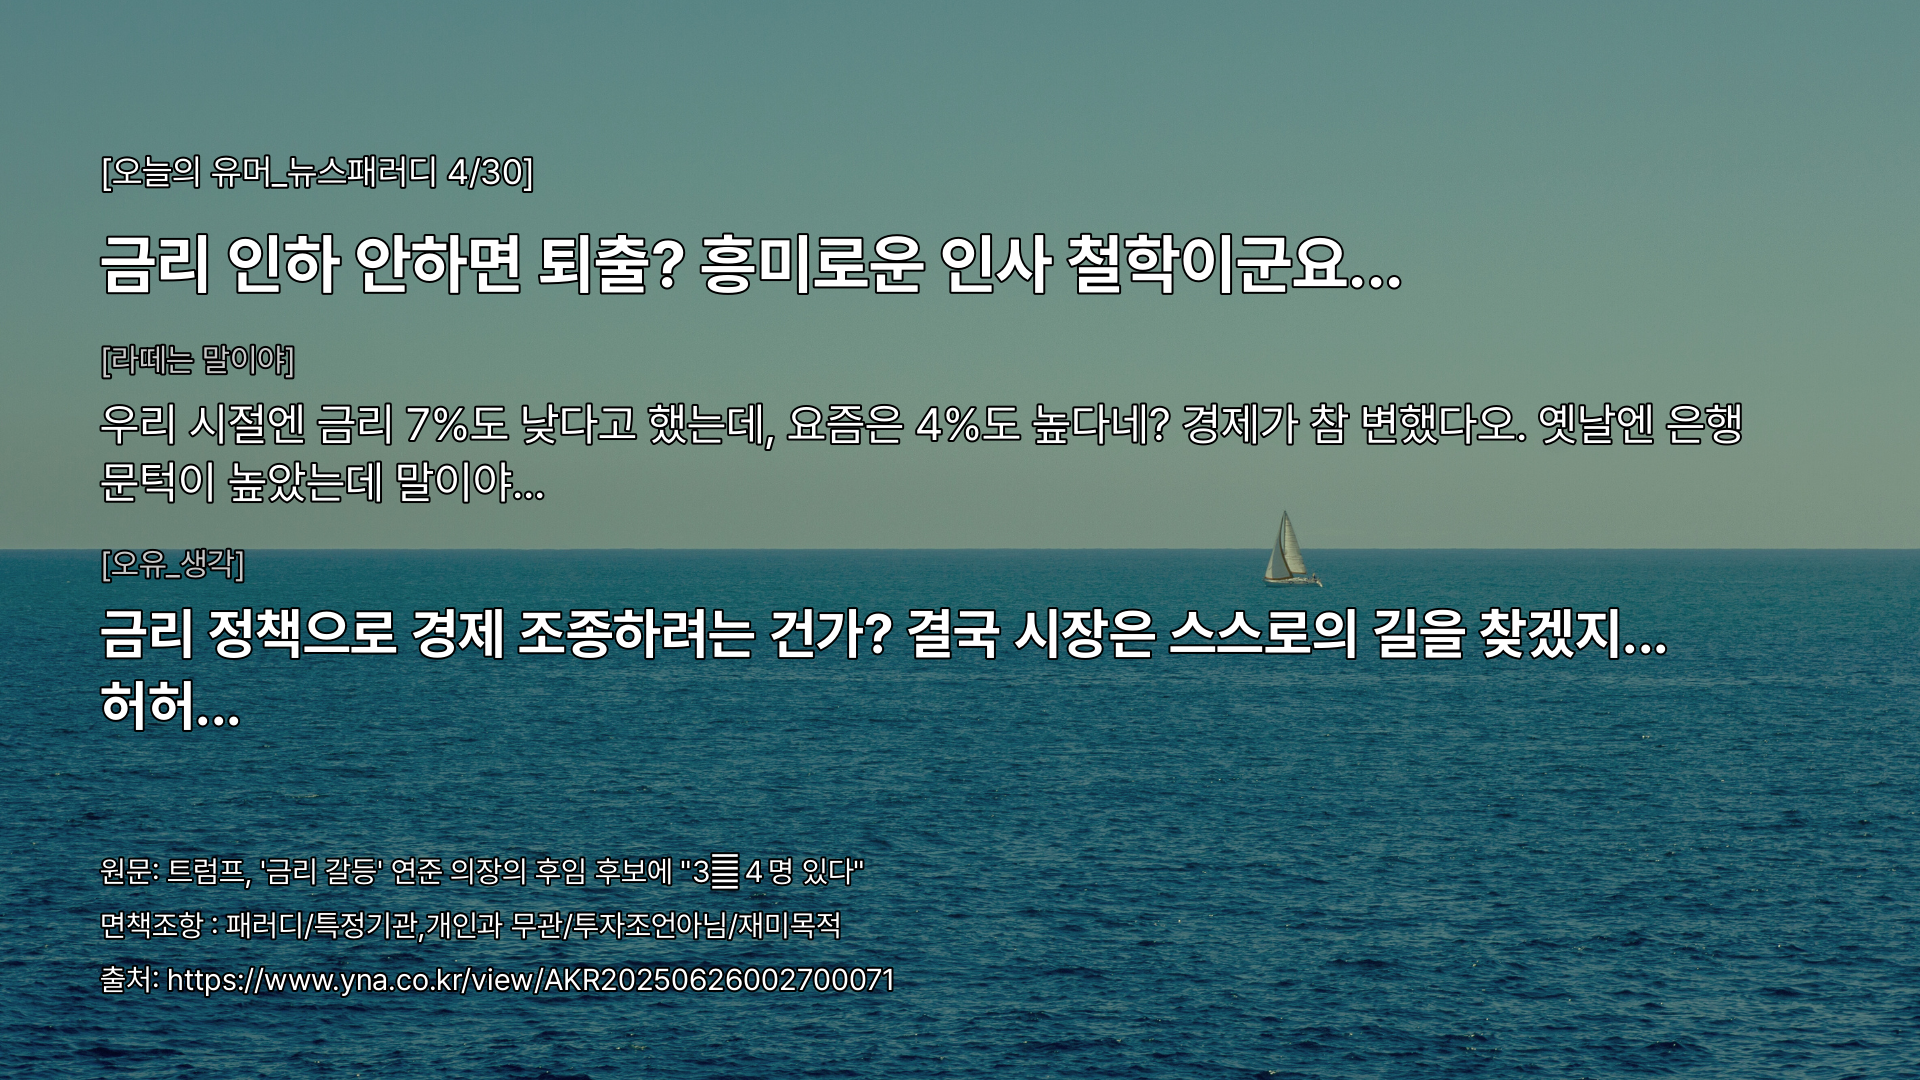 [오늘의 유머_뉴스패러디 4/30]
금리 인하 안하면 퇴출? 흥미로운 인사 철학이군요...
[라떼는 말이야]
우리 시절엔 금리 7%도 낮다고 했는데, 요즘은 4%도 높다네? 경제가 참 변했다오. 옛날엔 은행
문턱이 높았는데 말이야...
[오유_생각]
금리 정책으로 경제 조종하려는 건가? 결국 시장은 스스로의 길을 찾겠지...
허허...
원문: 트럼프, '금리 갈등' 연준 의장의 후임 후보에 "3䷁4명 있다"
면책조항 : 패러디/특정기관,개인과 무관/투자조언아님/재미목적
출처: https://www.yna.co.kr/view/AKR20250626002700071